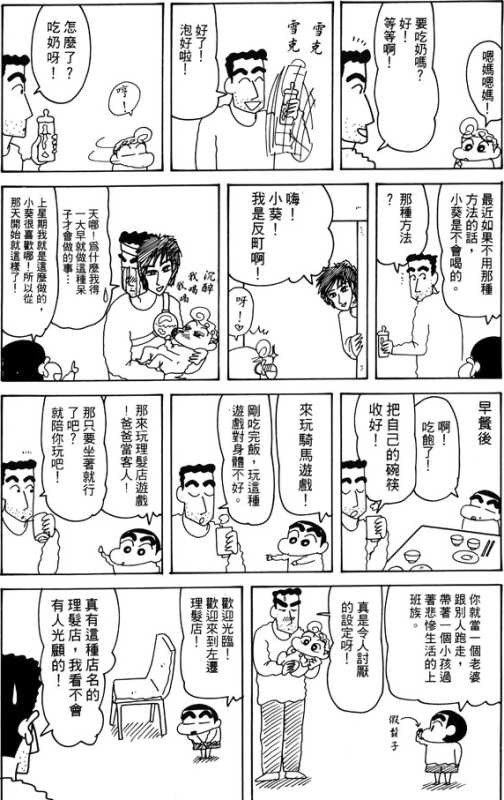 嗯媽嗯媽！
要吃奶嗎？
好！
等等啊！
雪克
雪克
好了！
泡好啦！
怎麼了？
吃奶呀！
哼！
最近如果不用那種
方法的話，
小葵是不會喝的。
那種方法
？
嗨！
小葵！
我是反町啊！
呀！♡
沉醉
我喝
我喝
天哪！為什麼我得
一大早就做這種呆
子才會做的事…
上星期我就是這麼做的，
小葵很喜歡哪！所以從
那天開始就這樣了！
早餐後
啊！
吃飽了！
把自己的碗筷
收好！
來玩騎馬遊戲！
剛吃完飯，玩這種
遊戲對身體不好。
那來玩理髮店遊戲
！爸爸當客人！
那只要坐著就行
了吧？
就陪你玩吧！
你就當一個老婆
跟別人跑走，
帶著一個小孩過
著悲慘生活的上
班族。
假鬍子
真是令人討厭
的設定呀！
歡迎光臨！
歡迎來到左遷
理髮店！
真有這種店名的
理髮店，我看不會
有人光顧的！